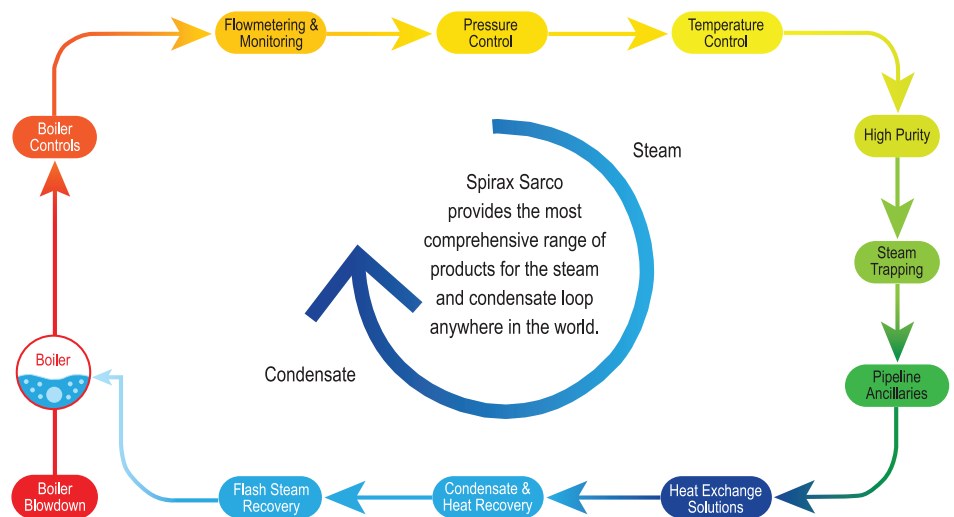 Flowmetering &
Monitoring
Pressure
Control
Temperature
Control
Boiler
Controls
High Purity
Steam
Spirax Sarco
provides the most
comprehensive range of
products for the steam
and condensate loop
anywhere in the world.
Steam
Trapping
Condensate
Boiler
Pipeline
Ancillaries
Boiler
Blowdown
Flash Steam
Recovery
Condensate &
Heat Recovery
Heat Exchange
Solutions